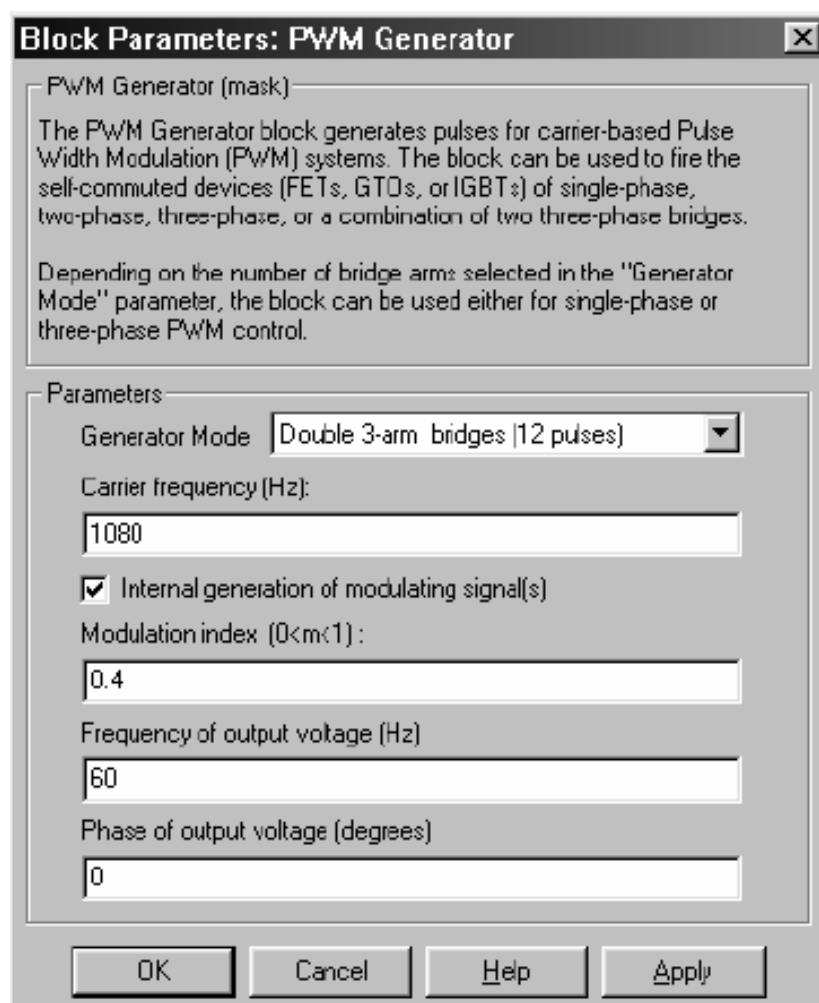 Block Parameters: PWM Generator
PWM Generator (mask)
The PWM Generator block generates pulses for carrier-based Pulse
Width Modulation (PWM) systems. The block can be used to fire the
self-commuted devices (FETs, GTOs, or IGBTs) of single-phase,
two-phase, three-phase, or a combination of two three-phase bridges.
Depending on the number of bridge arms selected in the "Generator
Mode" parameter, the block can be used either for single-phase or
three-phase PWM control.
Parameters
Generator Mode Double 3-arm bridges (12 pulses)
Carrier frequency (Hz):
1080
Internal generation of modulating signal(s)
Modulation index (0<m<1) :
0.4
Frequency of output voltage (Hz)
60
Phase of output voltage (degrees)
0
OK Cancel Help Apply